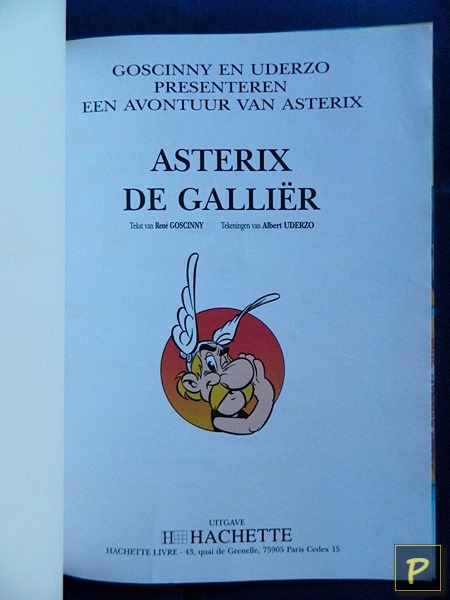 GOSCINNY EN UDERZO
PRESENTEREN
EEN AVONTUUR VAN ASTERIX
ASTERIX
DE GALLIËR
Tekst van René GOSCINNY Tekeningen van Albert UDERZO
UITGAVE
H HACHETTE
HACHETTE LIVRE - 43, quai de Grenelle, 75905 Paris Cedex 15
P